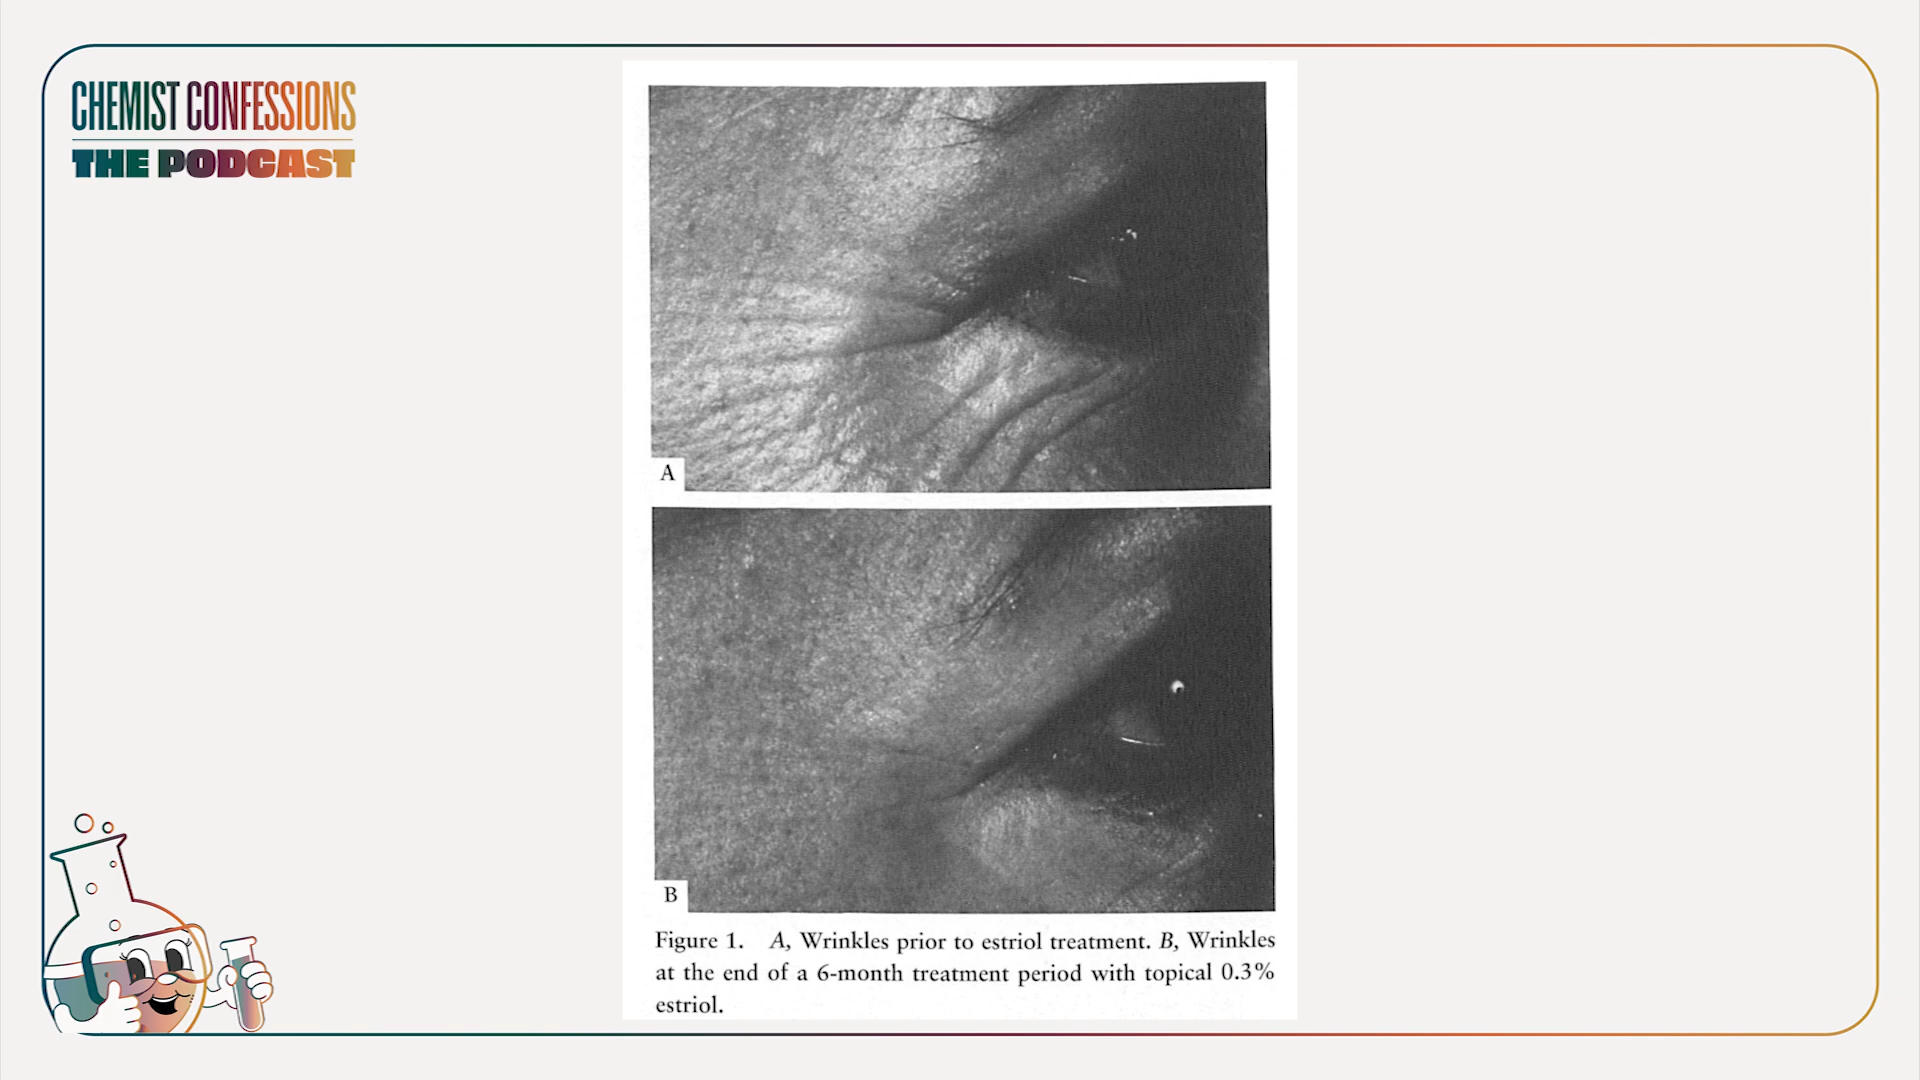 CHEMIST CONFESSIONS
THE PODCAST
A
B
Figure 1. A, Wrinkles prior to estriol treatment. B, Wrinkles
at the end of a 6-month treatment period with topical 0.3%
estriol.